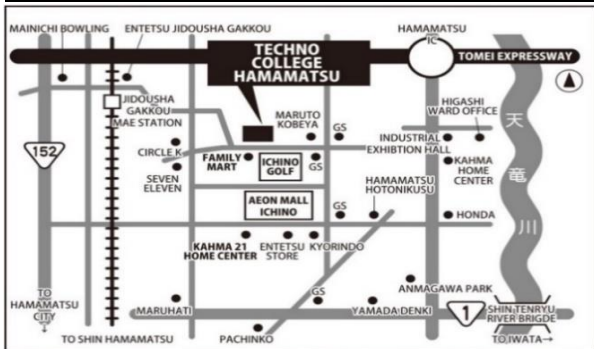 MAINICHI BOWLING
ENTETSU JIDOUSHA GAKKOU
HAMAMATSU
IC
TECHNO
COLLEGE
HAMAMATSU
TOMEI EXPRESSWAY
JIDOUSHA
GAKKOU
MAE STATION
MARUTO
KOBEYA
GS
HIGASHI
WARD OFFICE
天
竜
川
152
CIRCLE K
FAMILY
MART
ICHINO
GOLF
GS
INDUSTRIAL
EXHIBTION HALL
KAHMA
HOME
CENTER
SEVEN
ELEVEN
AEON MALL
ICHINO
GS
HAMAMATSU
HOTONIKUSU
HONDA
KAHMA 21
HOME CENTER
ENTETSU
STORE
KYORINDO
TO
HAMAMATSU
CITY
↓
ANMAGAWA PARK
MARUHATI
GS
YAMADA DENKI
1
SHIN TENRYU
RIVER BRIGDE
TO SHIN HAMAMATSU
PACHINKO
TO IWATA→